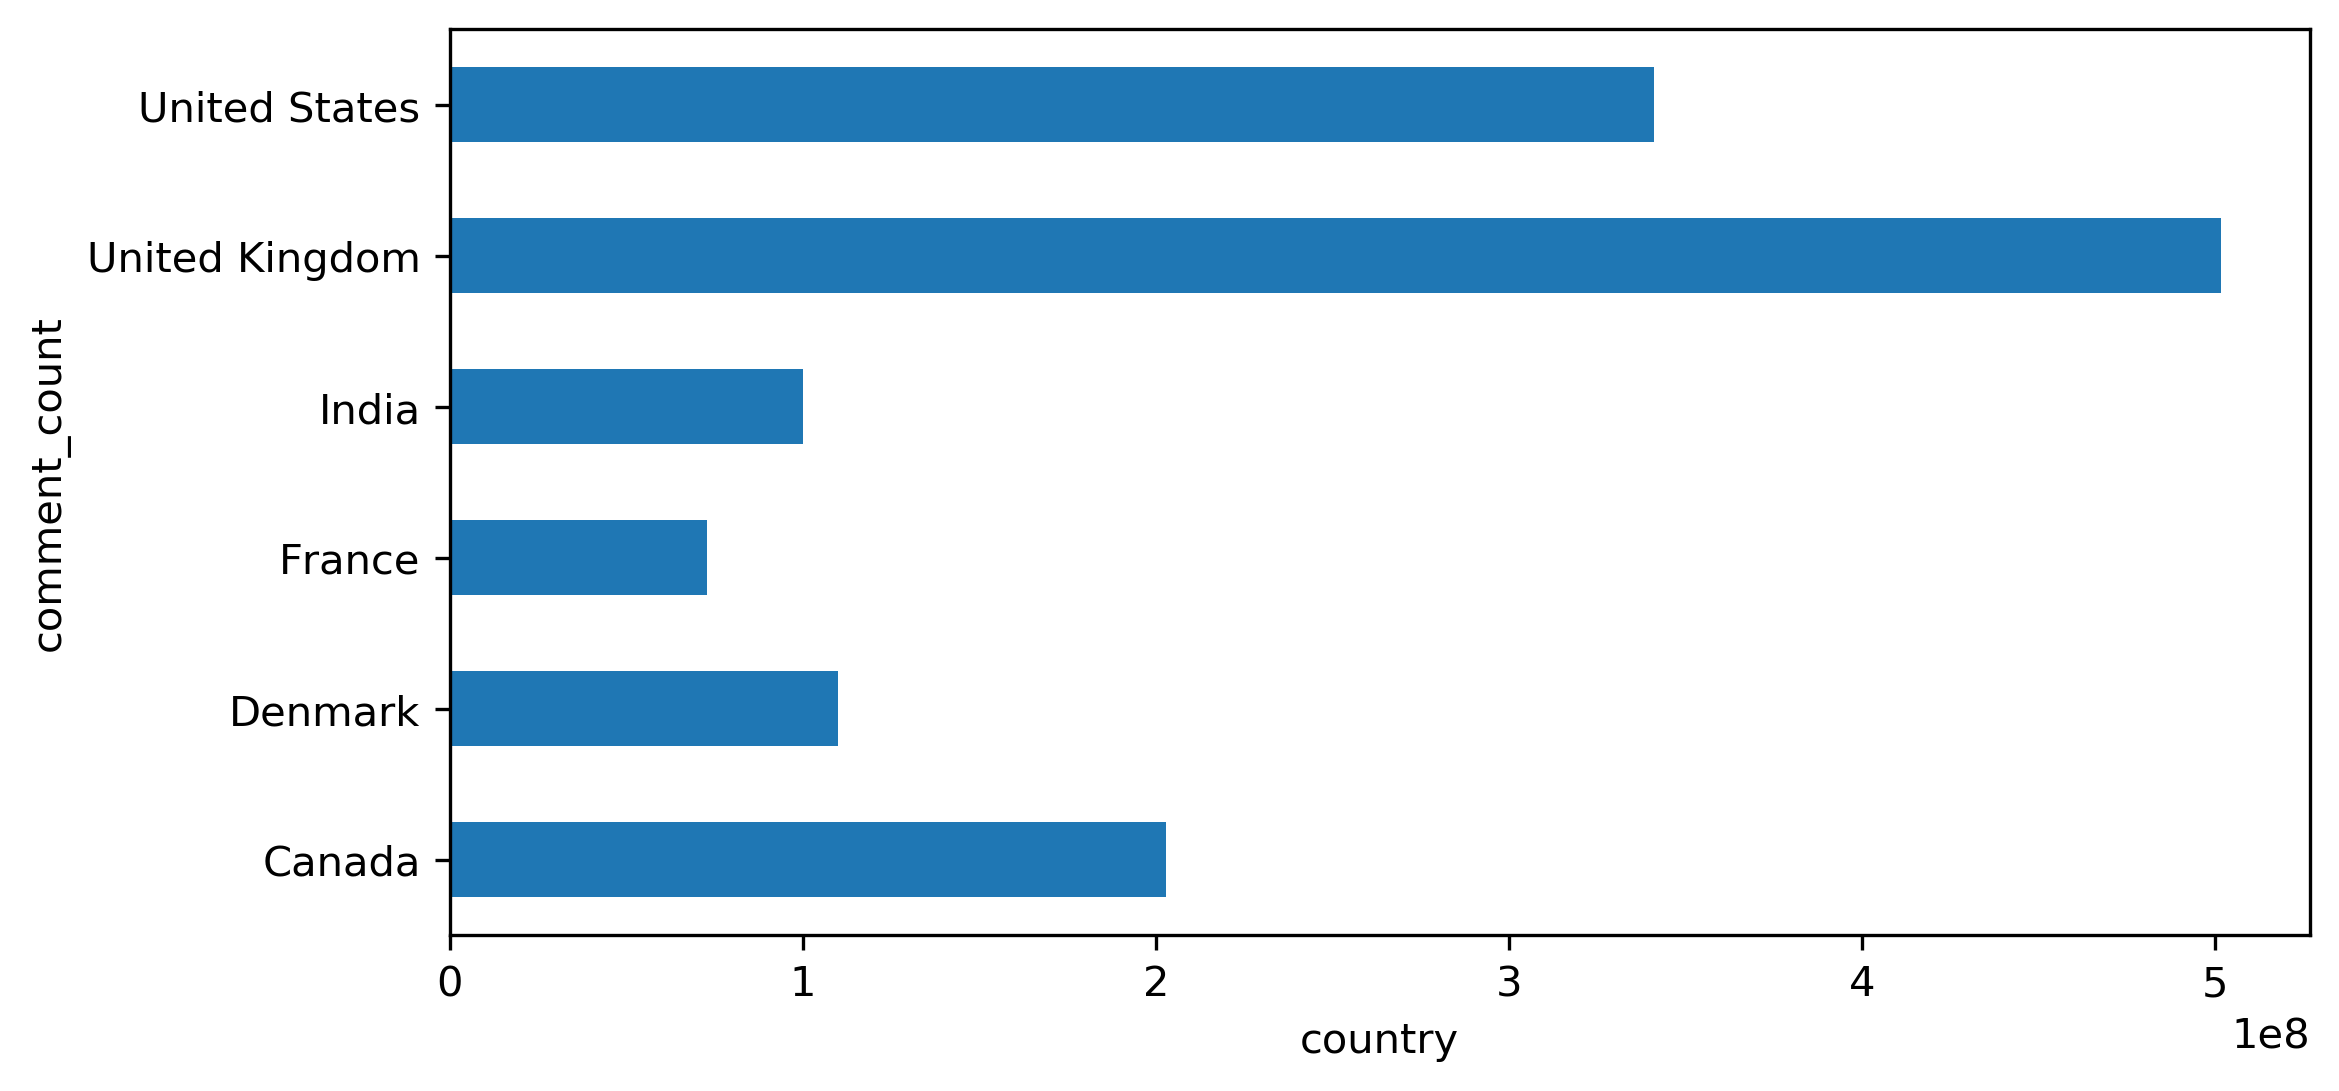 United States
United Kingdom
India
France
Denmark
Canada
comment_count
0 1 2 3 4 5
1e8
country